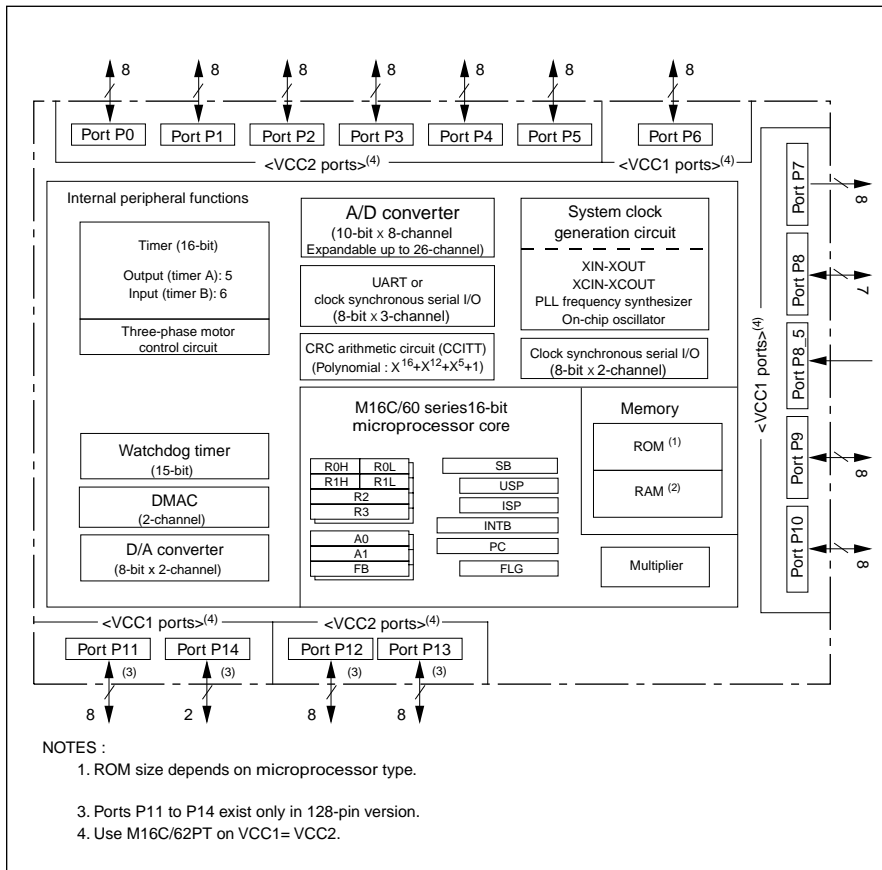 8 8 8 8 8 8 8
Port P0 Port P1 Port P2 Port P3 Port P4 Port P5 Port P6
<VCC2 ports>(4) <VCC1 ports>(4)
Internal peripheral functions
Timer (16-bit)
Output (timer A): 5
Input (timer B): 6
Three-phase motor
control circuit
A/D converter
(10-bit x 8-channel
Expandable up to 26-channel)
UART or
clock synchronous serial I/O
(8-bit x 3-channel)
CRC arithmetic circuit (CCITT)
(Polynomial : X16+X12+X5+1)
System clock
generation circuit
XIN-XOUT
XCIN-XCOUT
PLL frequency synthesizer
On-chip oscillator
Clock synchronous serial I/O
(8-bit x 2-channel)
Watchdog timer
(15-bit)
DMAC
(2-channel)
D/A converter
(8-bit x 2-channel)
M16C/60 series16-bit
microprocessor core
R0H R0L
R1H R1L
R2
R3
A0
A1
FB
SB
USP
ISP
INTB
PC
FLG
Memory
ROM (1)
RAM (2)
Multiplier
<VCC1 ports>(4)
Port P7
8
Port P8
7
Port P8_5
Port P9
8
Port P10
8
<VCC1 ports>(4) <VCC2 ports>(4)
Port P11 Port P14 Port P12 Port P13
(3) (3) (3) (3)
8 2 8 8
NOTES :
1. ROM size depends on microprocessor type.
3. Ports P11 to P14 exist only in 128-pin version.
4. Use M16C/62PT on VCC1= VCC2.